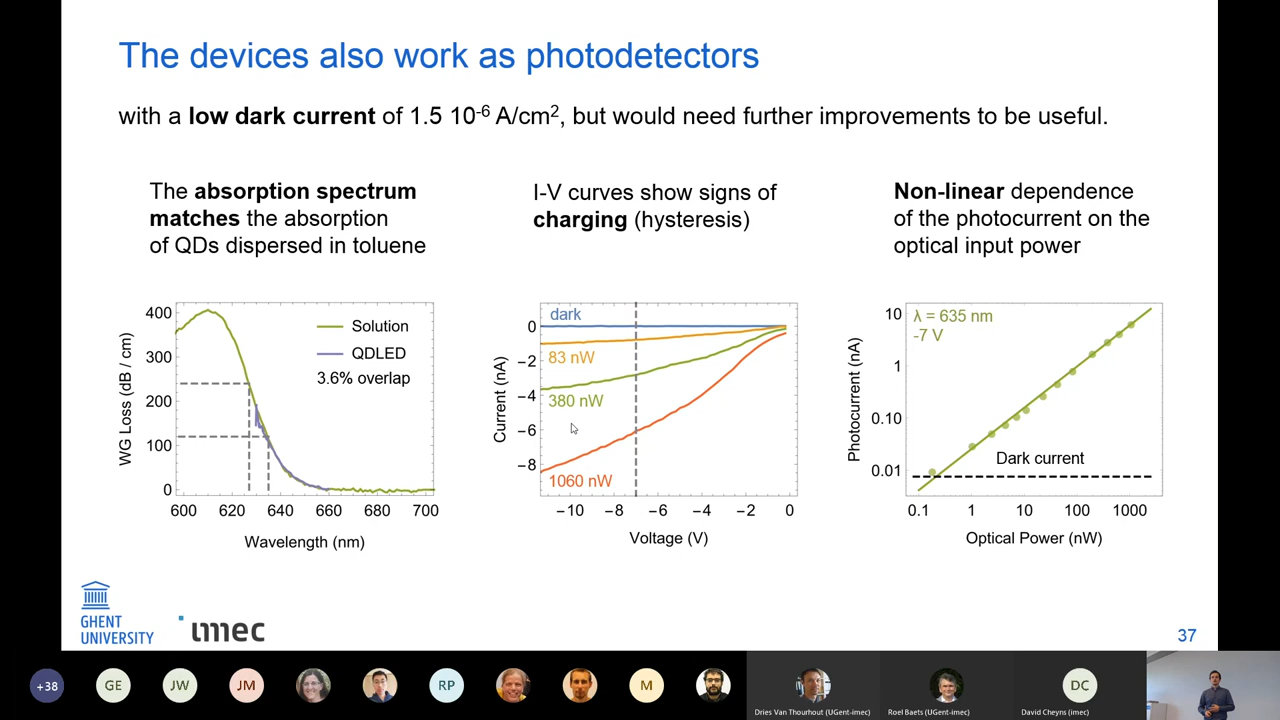 The devices also work as photodetectors
with a low dark current of 1.5 10⁻⁶ A/cm², but would need further improvements to be useful.
The absorption spectrum
matches the absorption
of QDs dispersed in toluene
I-V curves show signs of
charging (hysteresis)
Non-linear dependence
of the photocurrent on the
optical input power
WG Loss (dB / cm)
400
300
200
100
0
Solution
QDLED
3.6% overlap
600 620 640 660 680 700
Wavelength (nm)
Current (nA)
0
−2
−4
−6
−8
dark
83 nW
380 nW
1060 nW
−10 −8 −6 −4 −2 0
Voltage (V)
Photocurrent (nA)
10
1
0.10
0.01
λ = 635 nm
-7 V
Dark current
0.1 1 10 100 1000
Optical Power (nW)
GHENT
UNIVERSITY
imec
37
+38
GE
JW
JM
RP
M
DC
Dries Van Thourhout (UGent-imec)
Roel Baets (UGent-imec)
David Cheyns (imec)